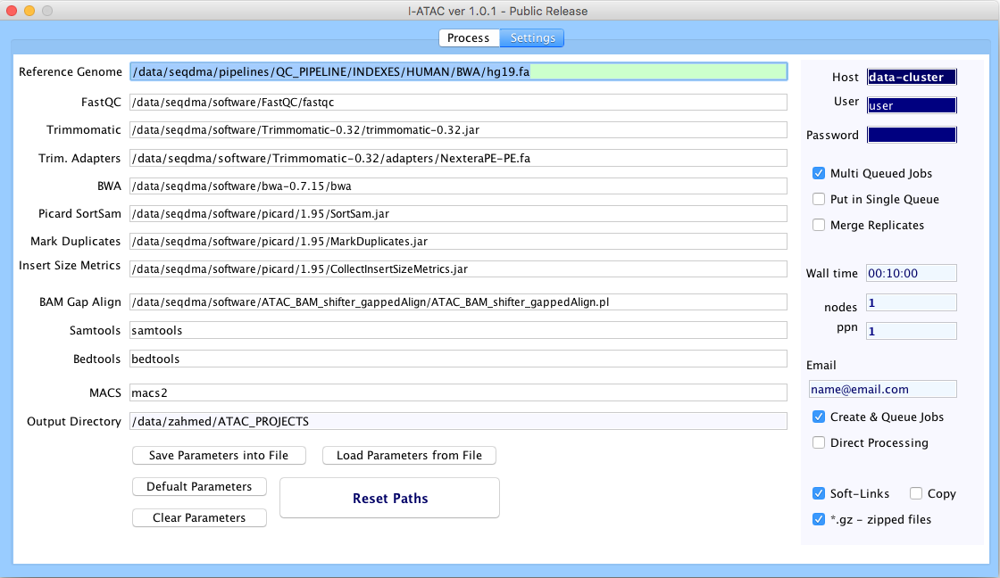 I-ATAC ver 1.0.1 - Public Release
Process Settings
Reference Genome /data/seqdma/pipelines/QC_PIPELINE/INDEXES/HUMAN/BWA/hg19.fa
FastQC /data/seqdma/software/FastQC/fastqc
Trimmomatic /data/seqdma/software/Trimmomatic-0.32/trimmomatic-0.32.jar
Trim. Adapters /data/seqdma/software/Trimmomatic-0.32/adapters/NexteraPE-PE.fa
BWA /data/seqdma/software/bwa-0.7.15/bwa
Picard SortSam /data/seqdma/software/picard/1.95/SortSam.jar
Mark Duplicates /data/seqdma/software/picard/1.95/MarkDuplicates.jar
Insert Size Metrics /data/seqdma/software/picard/1.95/CollectInsertSizeMetrics.jar
BAM Gap Align /data/seqdma/software/ATAC_BAM_shifter_gappedAlign/ATAC_BAM_shifter_gappedAlign.pl
Samtools samtools
Bedtools bedtools
MACS macs2
Output Directory /data/zahmed/ATAC_PROJECTS
Save Parameters into File Load Parameters from File
Defualt Parameters
Reset Paths
Clear Parameters
Host data-cluster
User user
Password
Multi Queued Jobs
Put in Single Queue
Merge Replicates
Wall time 00:10:00
nodes 1
ppn 1
Email
name@email.com
Create & Queue Jobs
Direct Processing
Soft-Links Copy
*.gz - zipped files